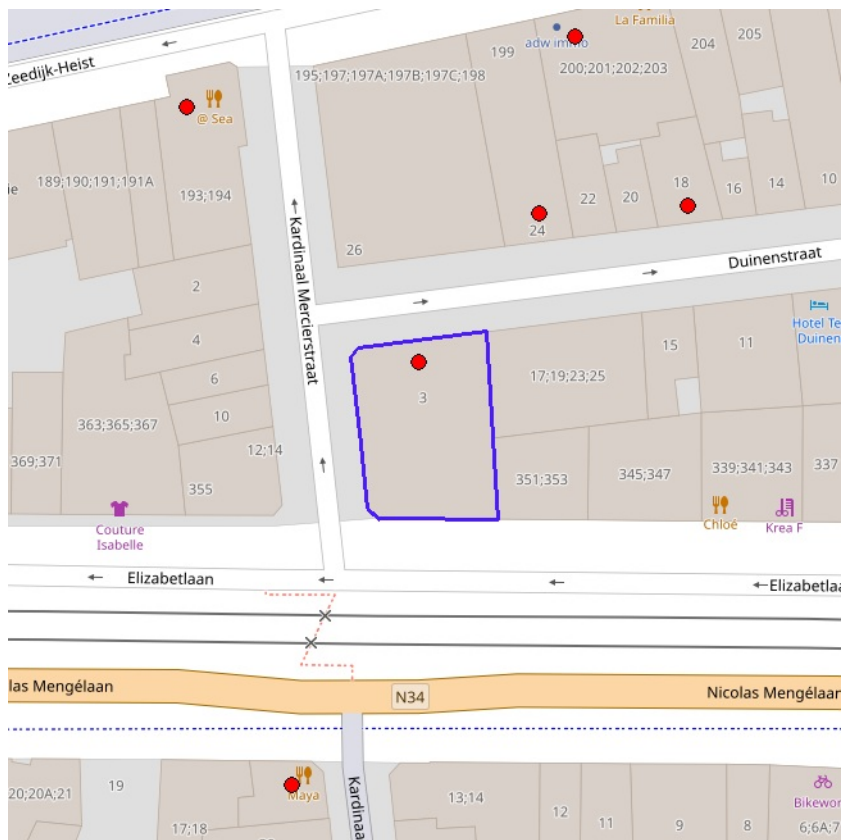 La Familia
adw immo
199
200;201;202;203
204
205
Zeedijk-Heist
195;197;197A;197B;197C;198
@ Sea
189;190;191;191A
193;194
22
20
18
16
14
10
24
26
Kardinaal Mercierstraat
Duinenstraat
2
4
6
10
12;14
363;365;367
369;371
355
3
17;19;23;25
15
11
Hotel Te
Duinen
351;353
345;347
339;341;343
337
Couture
Isabelle
Chloé
Krea F
Elizabetlaan
Elizabetlaa
las Mengélaan
N34
Nicolas Mengélaan
20;20A;21
19
17;18
Maya
Kardinaa
13;14
12
11
9
8
Bikewor
6;6A;7